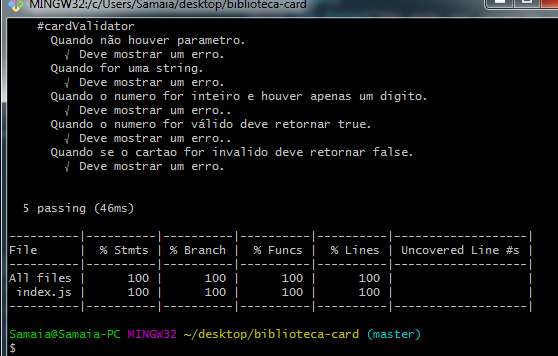 MINGW32:/c/Users/Samaia/desktop/biblioteca-card
#cardValidator
Quando não houver parametro.
√ Deve mostrar um erro.
Quando for uma string.
√ Deve mostrar um erro.
Quando o numero for inteiro e houver apenas um digito.
√ Deve mostrar um erro..
Quando o numero for válido deve retornar true.
√ Deve mostrar um erro..
Quando se o cartao for invalido deve retornar false.
√ Deve mostrar um erro.
5 passing (46ms)
----------|----------|----------|----------|----------|-------------------|
File | % Stmts | % Branch | % Funcs | % Lines | Uncovered Line #s |
----------|----------|----------|----------|----------|-------------------|
All files | 100 | 100 | 100 | 100 | |
index.js | 100 | 100 | 100 | 100 | |
----------|----------|----------|----------|----------|-------------------|
Samaia@Samaia-PC MINGW32 ~/desktop/biblioteca-card (master)
$